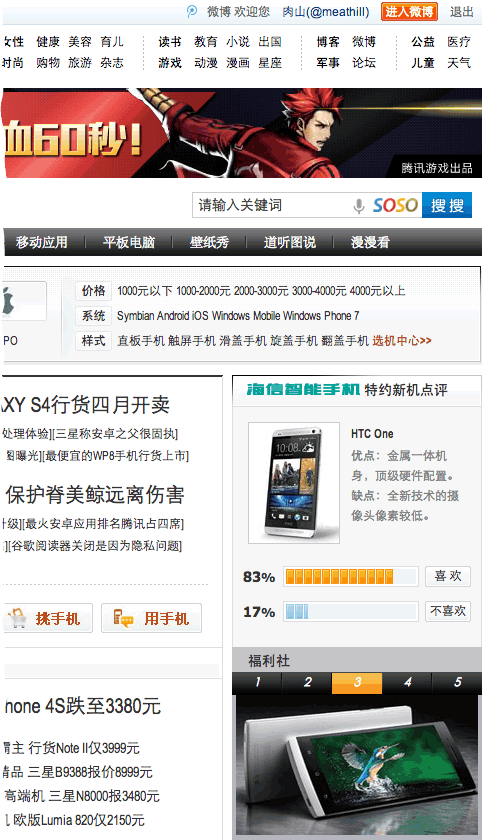 微博 欢迎您 肉山(@meathill) 进入微博 退出
女性 健康 美容 育儿 读书 教育 小说 出国 博客 微博 公益 医疗
时尚 购物 旅游 杂志 游戏 动漫 漫画 星座 军事 论坛 儿童 天气
血60秒!
腾讯游戏出品
请输入关键词 SOSO 搜搜
移动应用 平板电脑 壁纸秀 道听图说 漫漫看
价格 1000元以下 1000-2000元 2000-3000元 3000-4000元 4000元以上
系统 Symbian Android iOS Windows Mobile Windows Phone 7
PO 样式 直板手机 触屏手机 滑盖手机 旋盖手机 翻盖手机 选机中心>>
AXY S4行货四月开卖
处理体验][三星称安卓之父很固执]
图曝光][最便宜的WP8手机行货上市]
保护脊美鲸远离伤害
升级][最火安卓应用排名腾讯占四席]
][谷歌阅读器关闭是因为隐私问题]
挑手机 用手机
hone 4S跌至3380元
霸主 行货Note II仅3999元
精品 三星B9388报价8999元
高端机 三星N8000报3480元
机 欧版Lumia 820仅2150元
海信智能手机 特约新机点评
HTC One
优点：金属一体机
身，顶级硬件配置。
缺点：全新技术的摄
像头像素较低。
83% 喜欢
17% 不喜欢
福利社
1 2 3 4 5